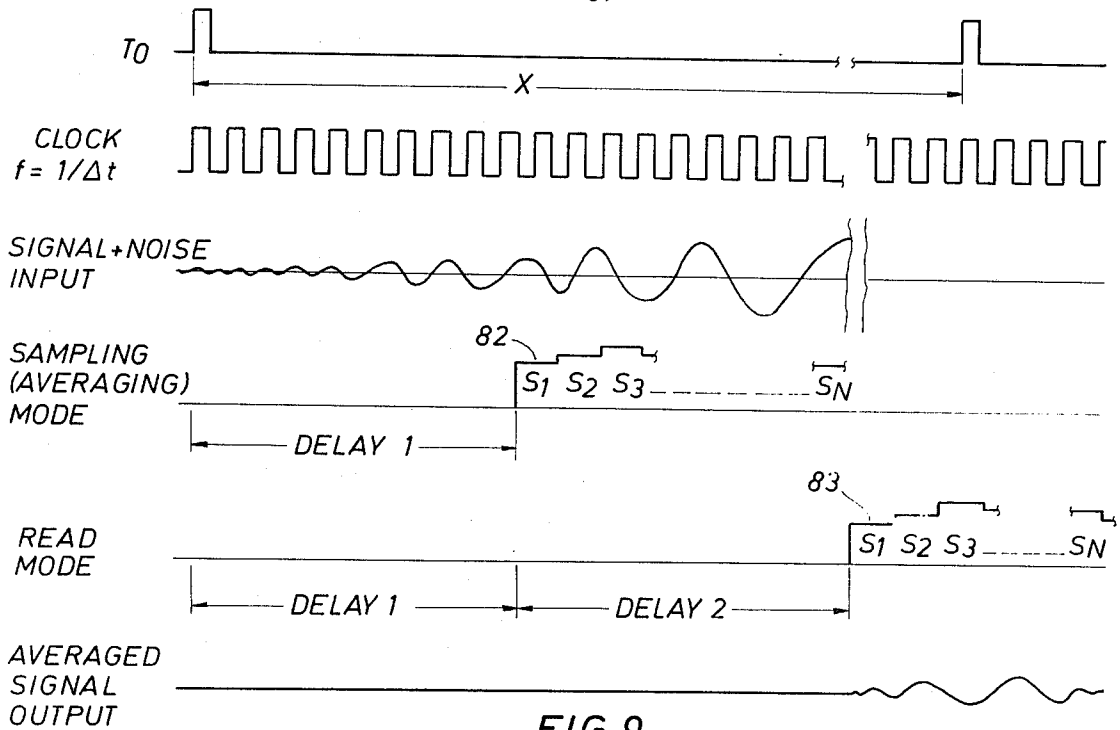 T0
X
CLOCK
f = 1/Δt
SIGNAL+NOISE
INPUT
SAMPLING
(AVERAGING)
MODE
82
S1 S2 S3 SN
DELAY 1
READ
MODE
83
S1 S2 S3 SN
DELAY 1
DELAY 2
AVERAGED
SIGNAL
OUTPUT